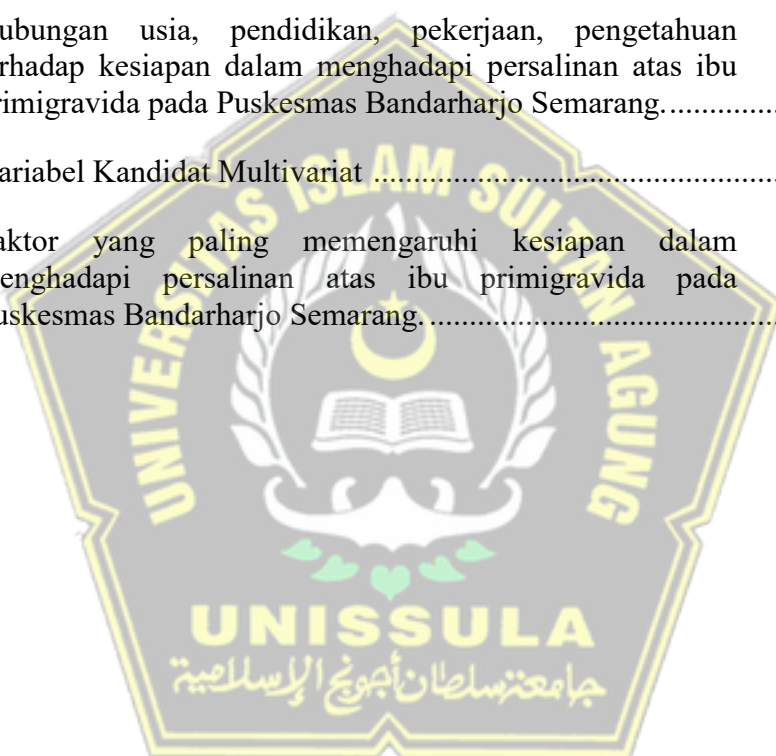 ubungan usia, pendidikan, pekerjaan, pengetahuan
rhadap kesiapan dalam menghadapi persalinan atas ibu
rimigravida pada Puskesmas Bandarharjo Semarang................
ariabel Kandidat Multivariat ....................................................
aktor yang paling memengaruhi kesiapan dalam
enghadapi persalinan atas ibu primigravida pada
uskesmas Bandarharjo Semarang. ............................................
UNIVERSITAS ISLAM SULTAN AGUNG
UNISSULA
جامعة سلطان أجونج الإسلامية